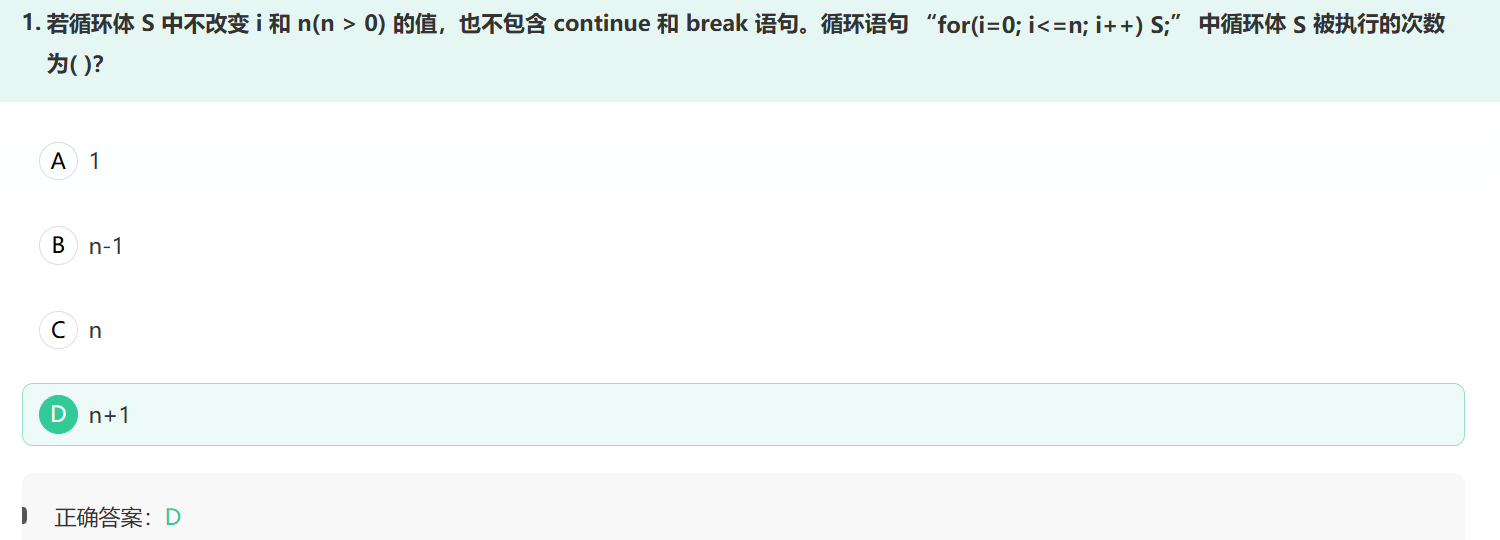 1. 若循环体 S 中不改变 i 和 n(n > 0) 的值，也不包含 continue 和 break 语句。循环语句 “for(i=0; i<=n; i++) S;” 中循环体 S 被执行的次数
为( )?
A 1
B n-1
C n
D n+1
正确答案：D